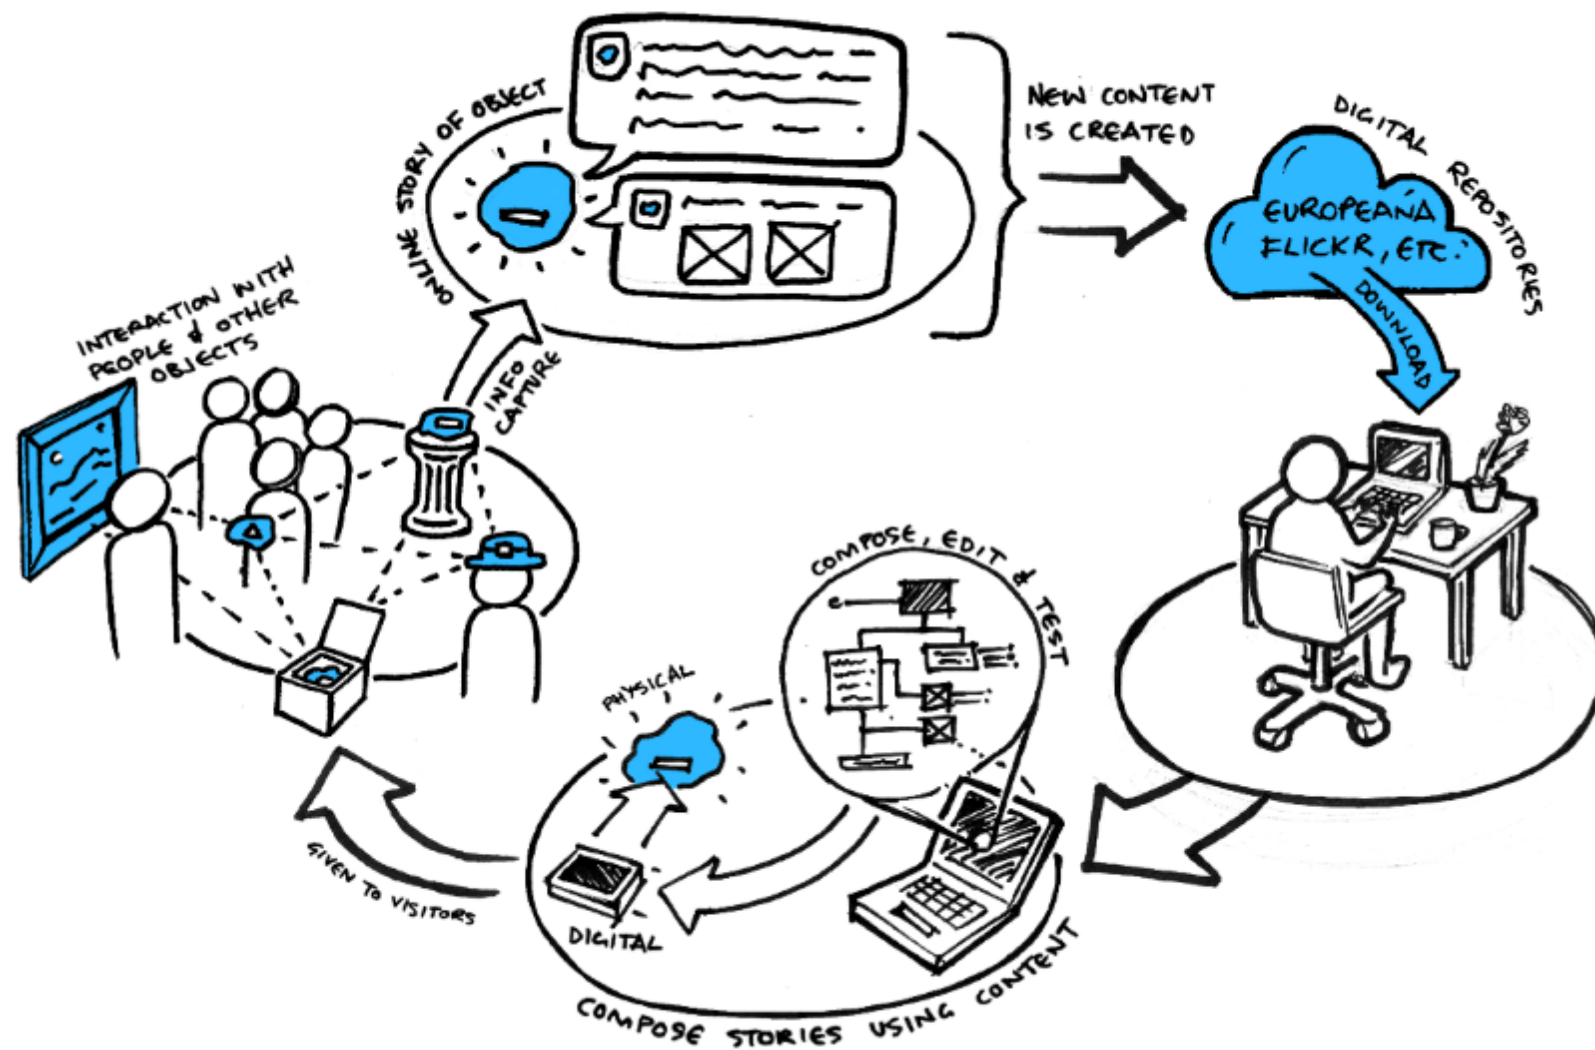 ONLINE STORY OF OBJECT
NEW CONTENT
IS CREATED
DIGITAL REPOSITORIES
EUROPEANA
FLICKR, ETC.
DOWNLOAD
INTERACTION WITH
PEOPLE & OTHER
OBJECTS
INFO
CAPTURE
COMPOSE, EDIT & TEST
PHYSICAL
DIGITAL
GIVEN TO VISITORS
COMPOSE STORIES USING CONTENT